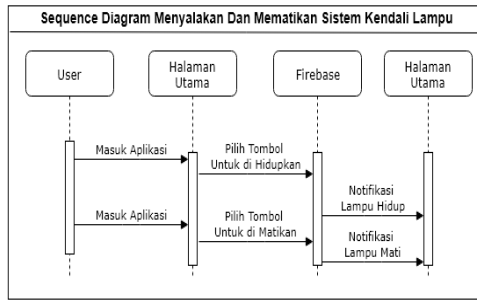 Sequence Diagram Menyalakan Dan Mematikan Sistem Kendali Lampu
User
Halaman
Utama
Firebase
Halaman
Utama
Masuk Aplikasi
Pilih Tombol
Untuk di Hidupkan
Notifikasi
Lampu Hidup
Masuk Aplikasi
Pilih Tombol
Untuk di Matikan
Notifikasi
Lampu Mati